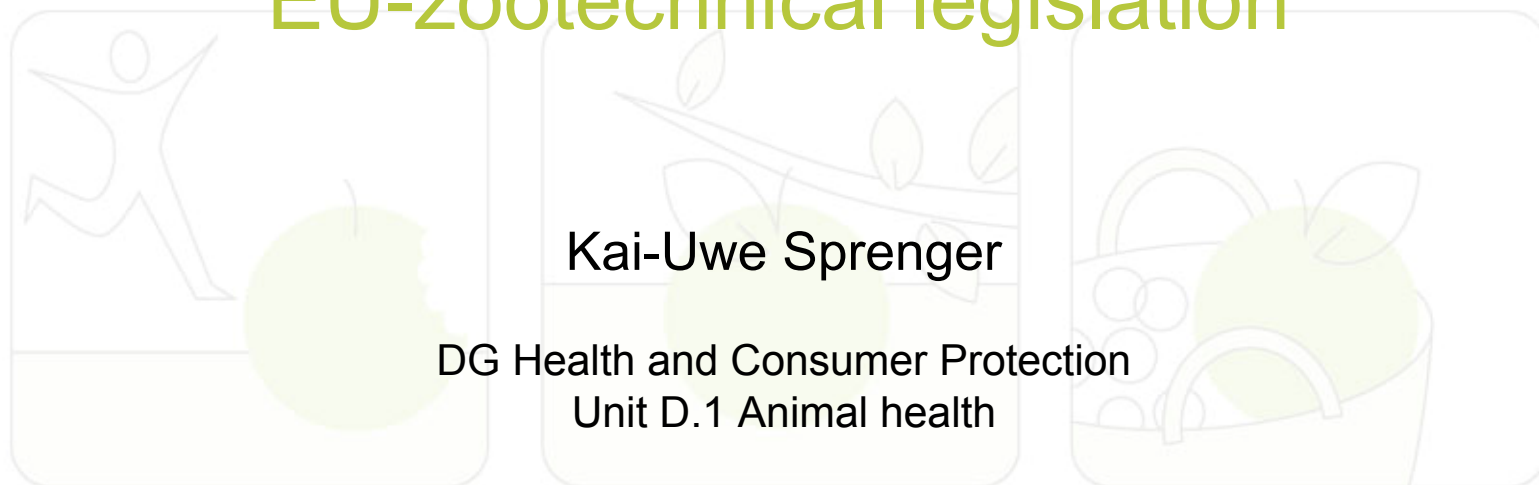 EU-zootechnical legislation
Kai-Uwe Sprenger
DG Health and Consumer Protection
Unit D.1 Animal health